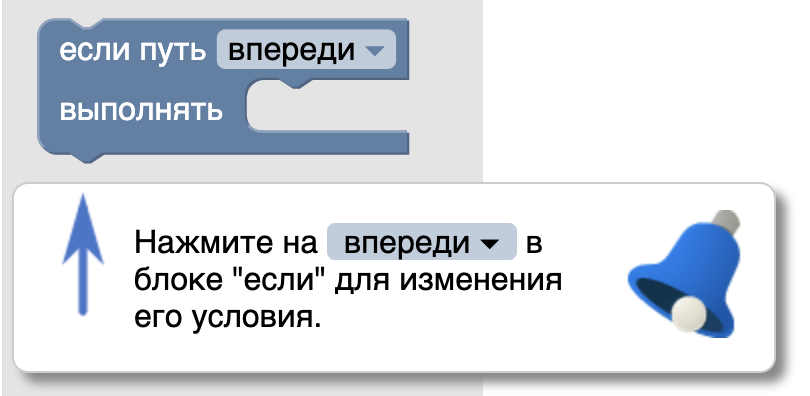 если путь впереди
выполнять
Нажмите на впереди в
блоке "если" для изменения
его условия.